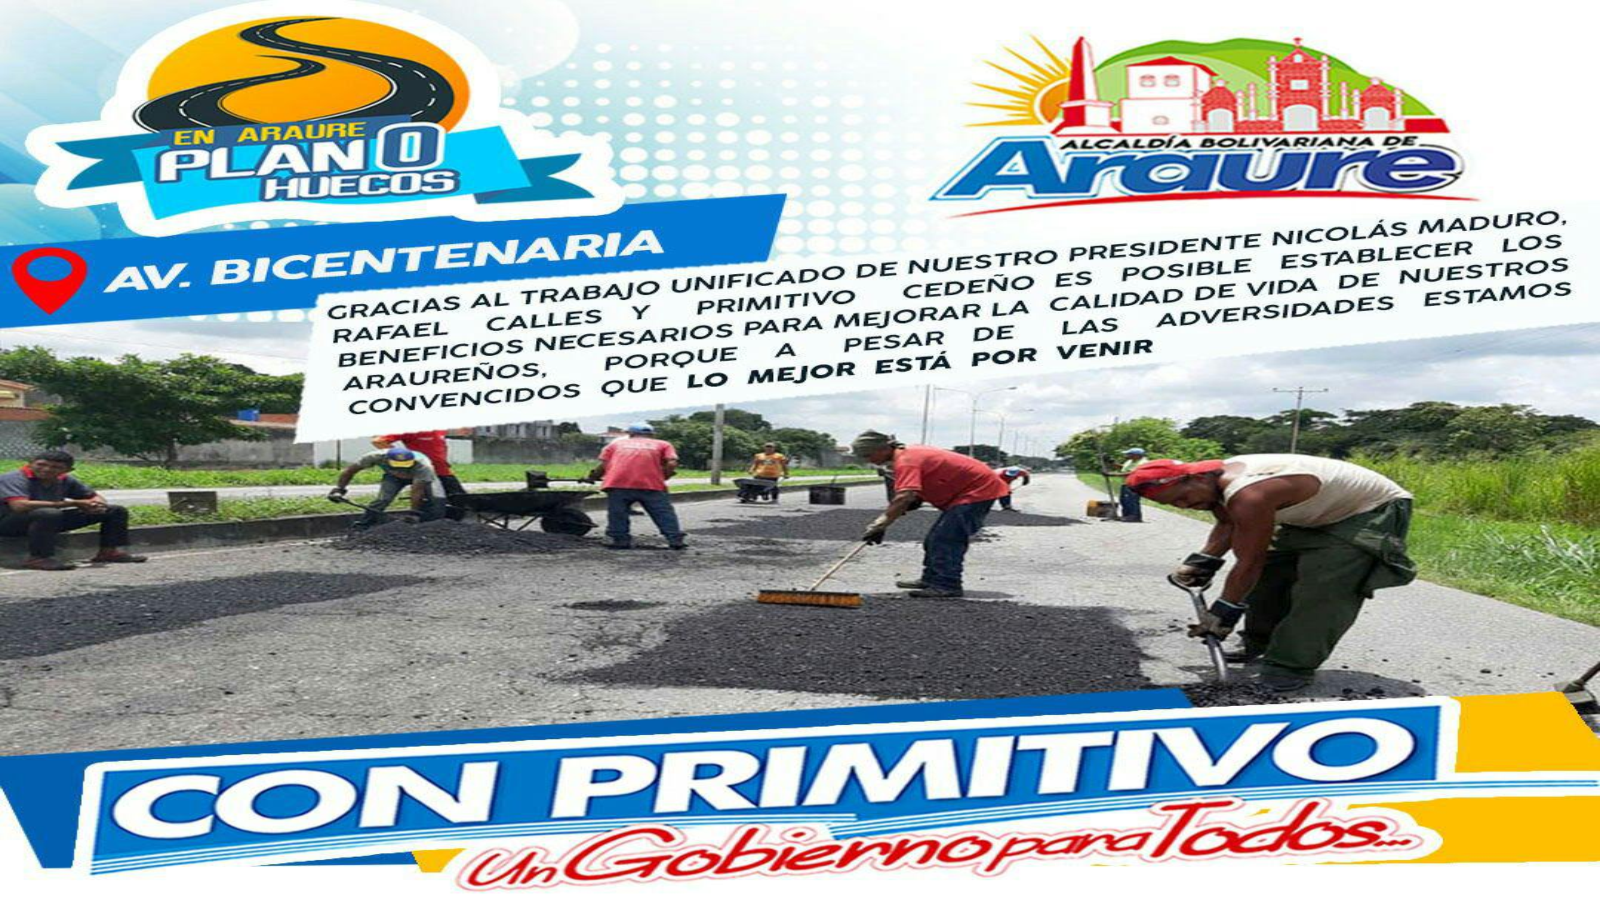 EN ARAURE
PLAN 0
HUECOS
ALCALDÍA BOLIVARIANA DE
Araure
AV. BICENTENARIA
GRACIAS AL TRABAJO UNIFICADO DE NUESTRO PRESIDENTE NICOLÁS MADURO,
RAFAEL CALLES Y PRIMITIVO CEDEÑO ES POSIBLE ESTABLECER LOS
BENEFICIOS NECESARIOS PARA MEJORAR LA CALIDAD DE VIDA DE NUESTROS
ARAUREÑOS, PORQUE A PESAR DE LAS ADVERSIDADES ESTAMOS
CONVENCIDOS QUE LO MEJOR ESTÁ POR VENIR
CON PRIMITIVO
Un Gobierno para Todos...